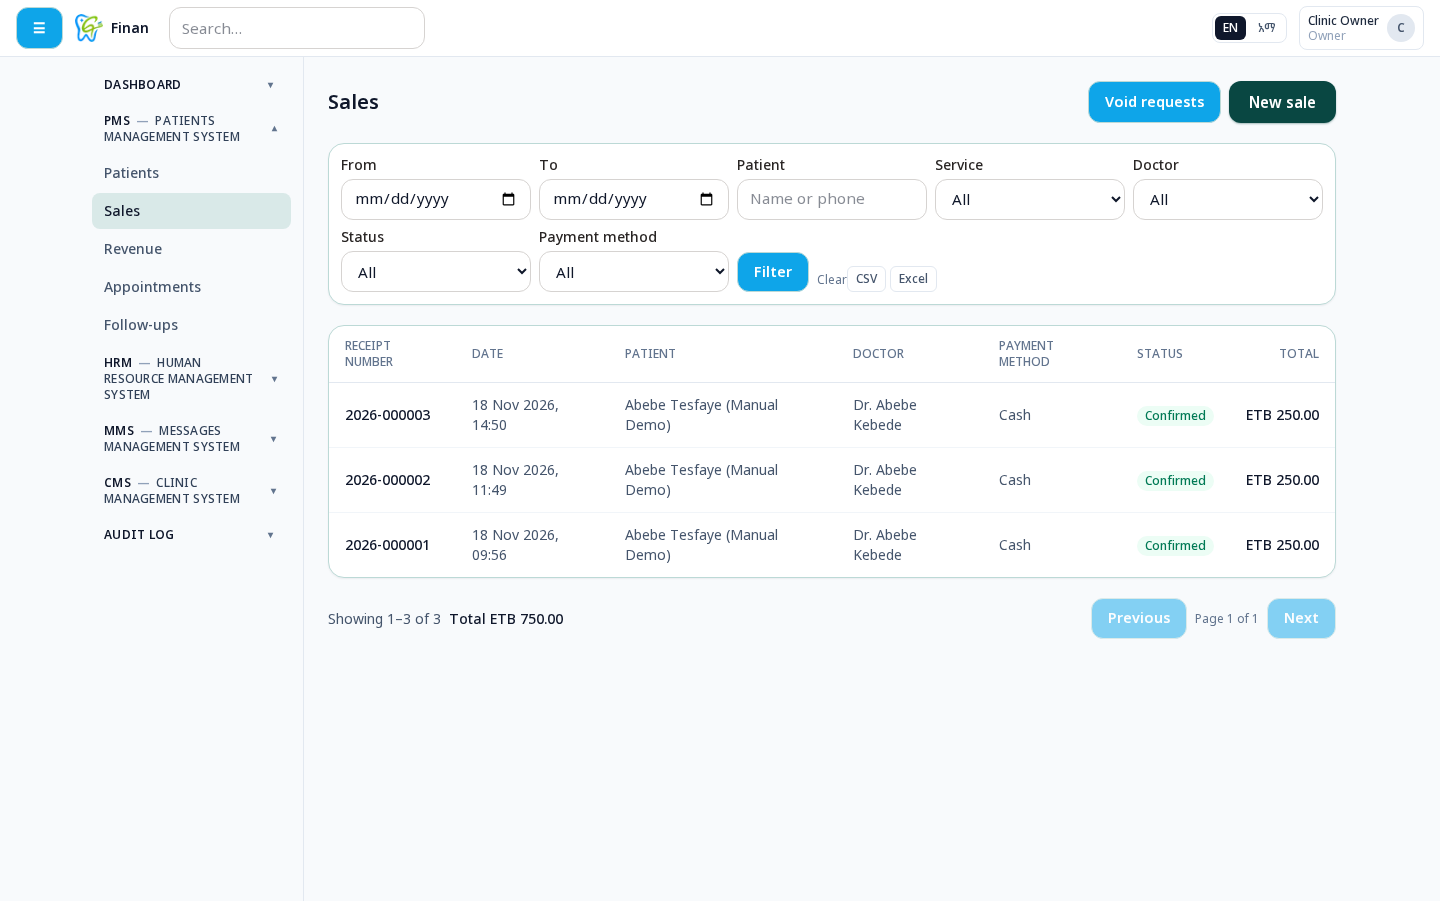 ☰
Finan
Search...
EN
አማ
Clinic Owner
Owner
C
DASHBOARD ▾
PMS — PATIENTS
MANAGEMENT SYSTEM ▴
Patients
Sales
Revenue
Appointments
Follow-ups
HRM — HUMAN
RESOURCE MANAGEMENT
SYSTEM ▾
MMS — MESSAGES
MANAGEMENT SYSTEM ▾
CMS — CLINIC
MANAGEMENT SYSTEM ▾
AUDIT LOG ▾
Sales
Void requests
New sale
From
To
Patient
Service
Doctor
mm/dd/yyyy
mm/dd/yyyy
Name or phone
All
All
Status
Payment method
All
All
Filter
Clear
CSV
Excel
RECEIPT
NUMBER
DATE
PATIENT
DOCTOR
PAYMENT
METHOD
STATUS
TOTAL
2026-000003
18 Nov 2026,
14:50
Abebe Tesfaye (Manual
Demo)
Dr. Abebe
Kebede
Cash
Confirmed
ETB 250.00
2026-000002
18 Nov 2026,
11:49
Abebe Tesfaye (Manual
Demo)
Dr. Abebe
Kebede
Cash
Confirmed
ETB 250.00
2026-000001
18 Nov 2026,
09:56
Abebe Tesfaye (Manual
Demo)
Dr. Abebe
Kebede
Cash
Confirmed
ETB 250.00
Showing 1–3 of 3 Total ETB 750.00
Previous
Page 1 of 1
Next